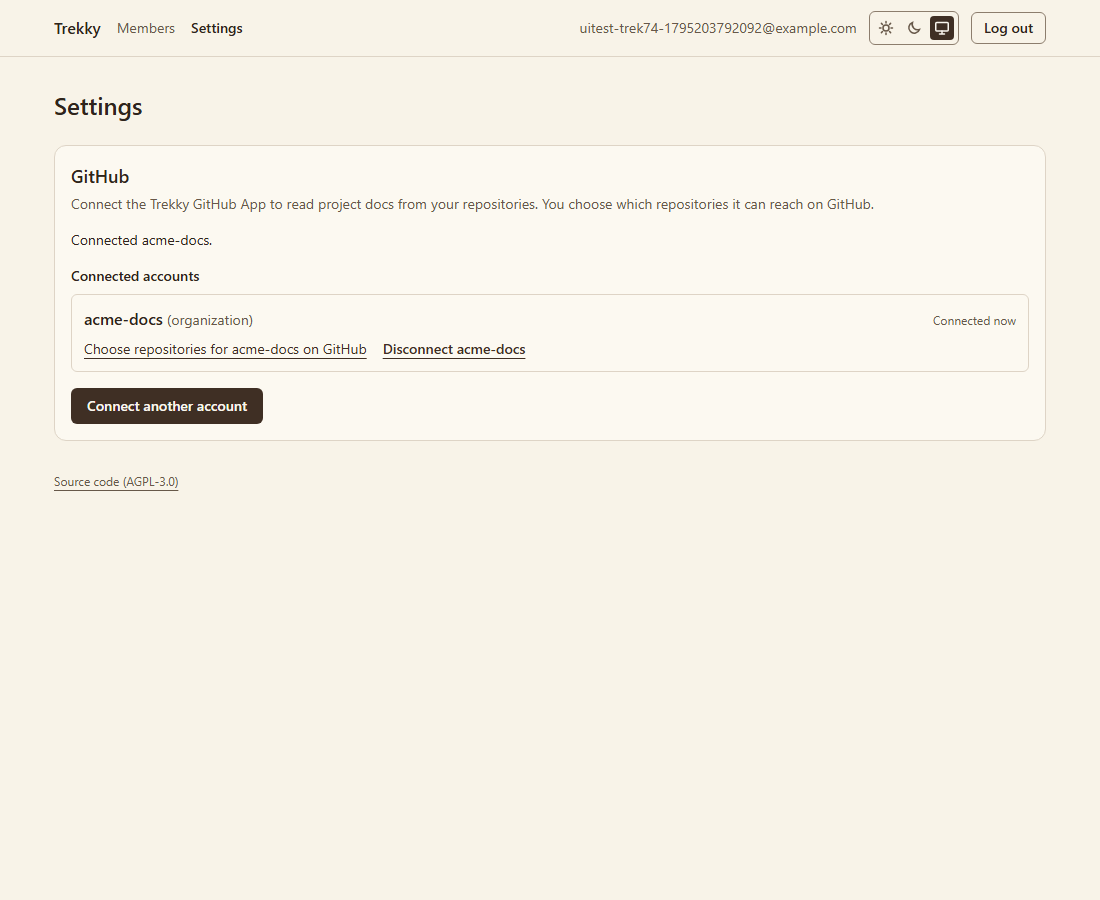 Trekky Members Settings uitest-trek74-1795203792092@example.com Log out
Settings
GitHub
Connect the Trekky GitHub App to read project docs from your repositories. You choose which repositories it can reach on GitHub.
Connected acme-docs.
Connected accounts
acme-docs (organization) Connected now
Choose repositories for acme-docs on GitHub Disconnect acme-docs
Connect another account
Source code (AGPL-3.0)